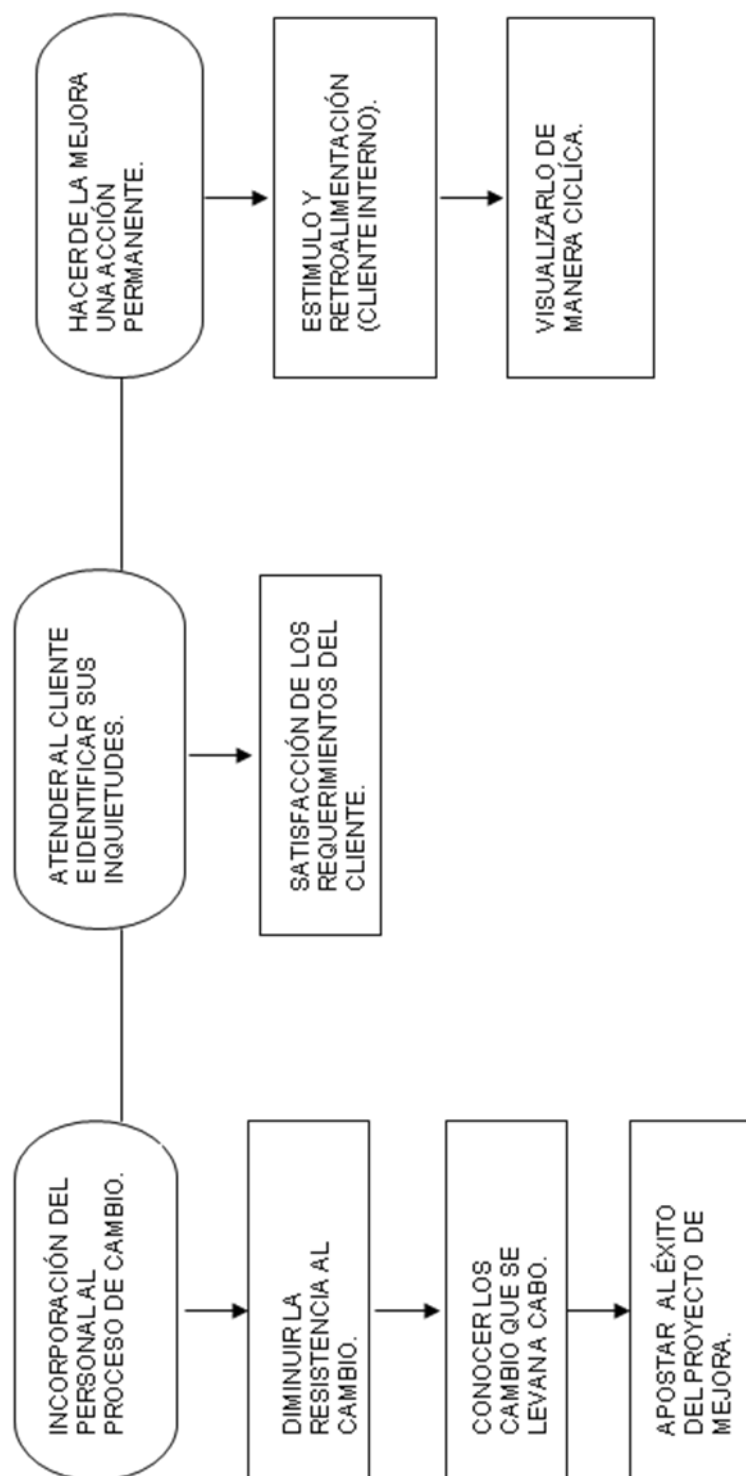 INCORPORACIÓN DEL
PERSONAL AL
PROCESO DE CAMBIO.
DIMINUIR LA
RESISTENCIA AL
CAMBIO.
CONOCER LOS
CAMBIO QUE SE
LEVAN A CABO.
APOSTAR AL ÉXITO
DEL PROYECTO DE
MEJORA.
ATENDER AL CLIENTE
E IDENTIFICAR SUS
INQUIETUDES.
SATISFACCIÓN DE LOS
REQUERIMIENTOS DEL
CLIENTE.
HACER DE LA MEJORA
UNA ACCIÓN
PERMANENTE.
ESTIMULO Y
RETROALIMENTACIÓN
(CLIENTE INTERNO).
VISUALIZARLO DE
MANERA CICLÍCA.